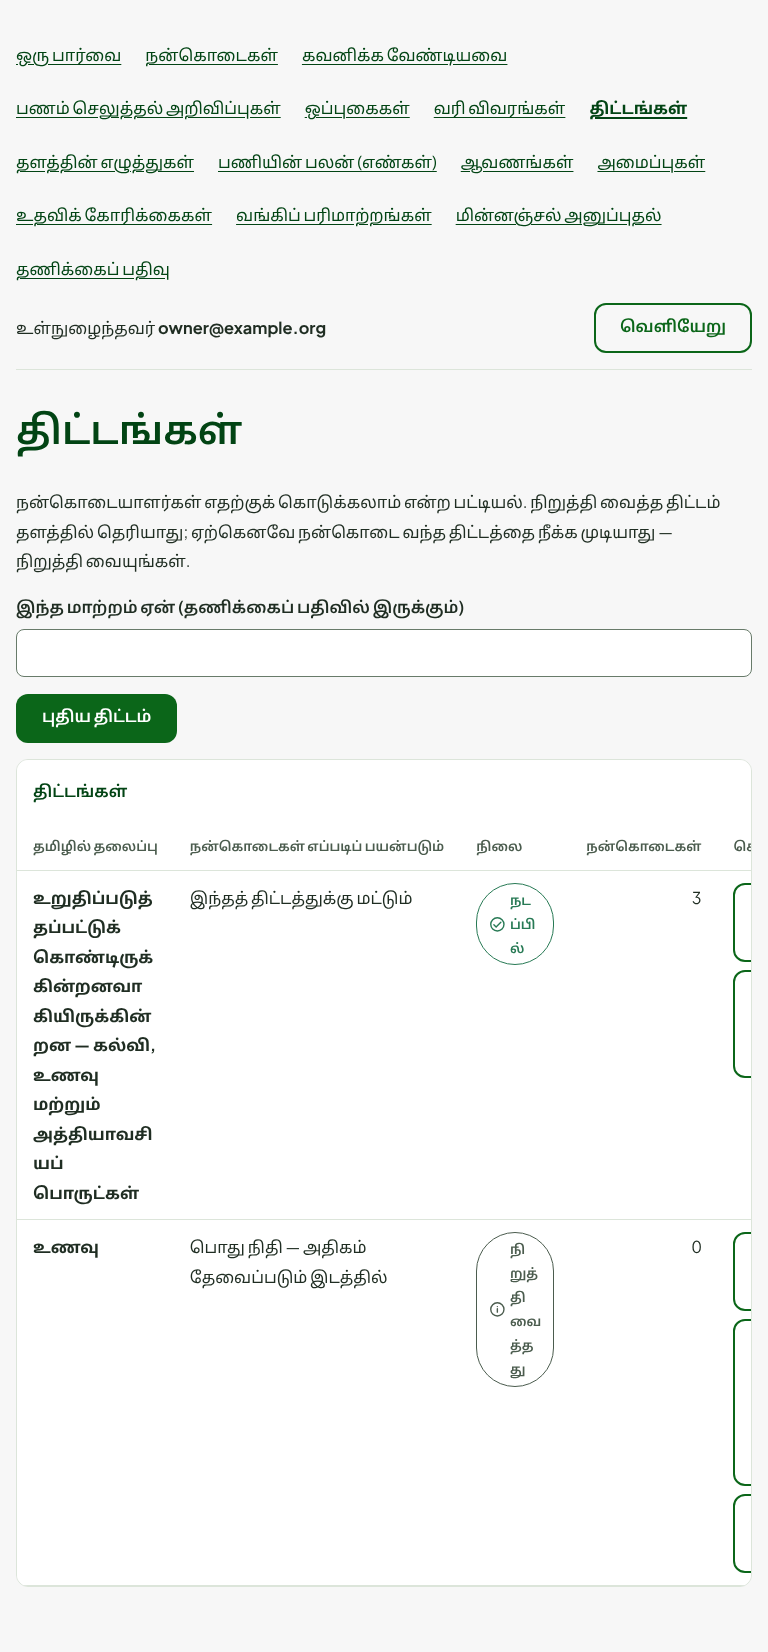 ஒரு பார்வை நன்கொடைகள் கவனிக்க வேண்டியவை
பணம் செலுத்தல் அறிவிப்புகள் ஒப்புகைகள் வரி விவரங்கள் திட்டங்கள்
தளத்தின் எழுத்துகள் பணியின் பலன் (எண்கள்) ஆவணங்கள் அமைப்புகள்
உதவிக் கோரிக்கைகள் வங்கிப் பரிமாற்றங்கள் மின்னஞ்சல் அனுப்புதல்
தணிக்கைப் பதிவு
உள்நுழைந்தவர் owner@example.org வெளியேறு
திட்டங்கள்
நன்கொடையாளர்கள் எதற்குக் கொடுக்கலாம் என்ற பட்டியல். நிறுத்தி வைத்த திட்டம்
தளத்தில் தெரியாது; ஏற்கெனவே நன்கொடை வந்த திட்டத்தை நீக்க முடியாது —
நிறுத்தி வையுங்கள்.
இந்த மாற்றம் ஏன் (தணிக்கைப் பதிவில் இருக்கும்)
புதிய திட்டம்
திட்டங்கள்
தமிழில் தலைப்பு நன்கொடைகள் எப்படிப் பயன்படும் நிலை நன்கொடைகள்
உறுதிப்படுத் இந்தத் திட்டத்துக்கு மட்டும் நட 3
தப்பட்டுக் ப்பி
கொண்டிருக் ல்
கின்றனவா
கியிருக்கின்
றன — கல்வி,
உணவு
மற்றும்
அத்தியாவசி
யப்
பொருட்கள்
உணவு பொது நிதி — அதிகம் நி 0
தேவைப்படும் இடத்தில் றுத்
தி
வை
த்த
து